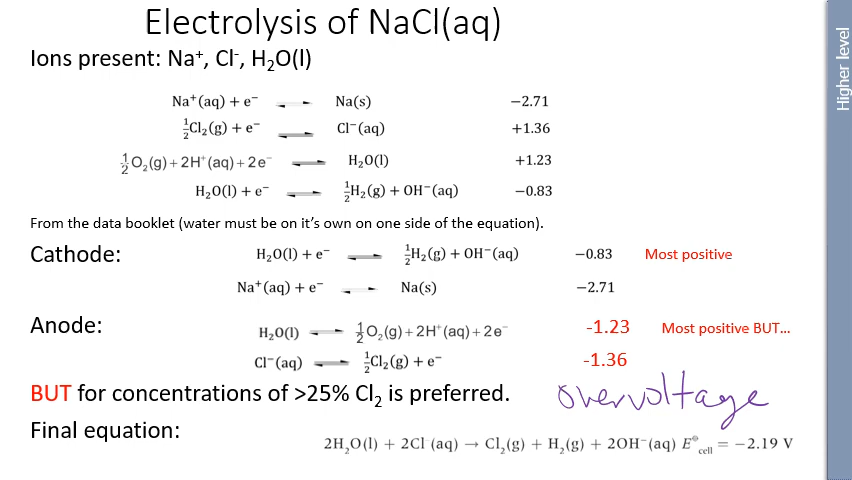 Electrolysis of NaCl(aq)
Higher level
Ions present: Na⁺, Cl⁻, H₂O(l)
Na⁺(aq) + e⁻ ⇌ Na(s) −2.71
½Cl₂(g) + e⁻ ⇌ Cl⁻(aq) +1.36
½O₂(g) + 2H⁺(aq) + 2e⁻ ⇌ H₂O(l) +1.23
H₂O(l) + e⁻ ⇌ ½H₂(g) + OH⁻(aq) −0.83
From the data booklet (water must be on it's own on one side of the equation).
Cathode: H₂O(l) + e⁻ ⇌ ½H₂(g) + OH⁻(aq) −0.83 Most positive
Na⁺(aq) + e⁻ ⇌ Na(s) −2.71
Anode: H₂O(l) ⇌ ½O₂(g) + 2H⁺(aq) + 2e⁻ -1.23 Most positive BUT...
Cl⁻(aq) ⇌ ½Cl₂(g) + e⁻ -1.36
BUT for concentrations of >25% Cl₂ is preferred. overvoltage
Final equation:
2H₂O(l) + 2Cl⁻(aq) → Cl₂(g) + H₂(g) + 2OH⁻(aq) E⦵cell = −2.19 V